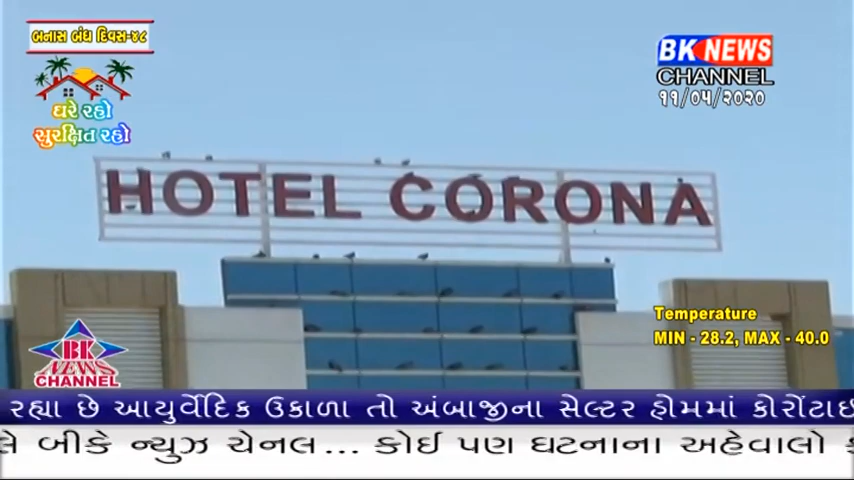 બનાસ બંધ દિવસ-૪૮
ઘરે રહો
સુરક્ષિત રહો
BK NEWS
CHANNEL
૧૧/૦૫/૨૦૨૦
HOTEL CORONA
Temperature
MIN - 28.2, MAX - 40.0
BK
NEWS
CHANNEL
રહ્યા છે આયુર્વેદિક ઉકાળા તો અંબાજીના સેલ્ટર હોમમાં
બીકે ન્યુઝ ચેનલ... કોઈ પણ ઘટનાના અહેવાલો